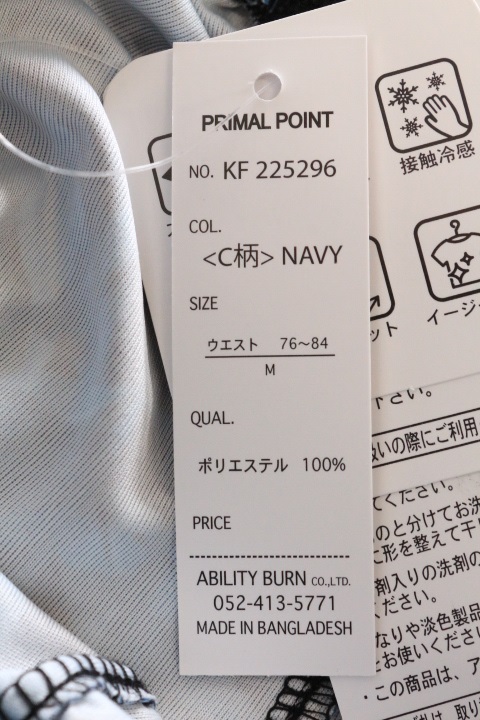 PRIMAL POINT
NO. KF 225296
COL.
<C柄> NAVY
SIZE
ウエスト 76~84
M
QUAL.
ポリエステル 100%
PRICE
ABILITY BURN CO.,LTD.
052-413-5771
MADE IN BANGLADESH
接触冷感
ット
イージー
下さい。
扱いの際にご利用
てください。
のと分けてお洗
に形を整えて干
剤入りの洗剤の
ださい。
なりや淡色製品
とお使いくださ
・この商品は、ア